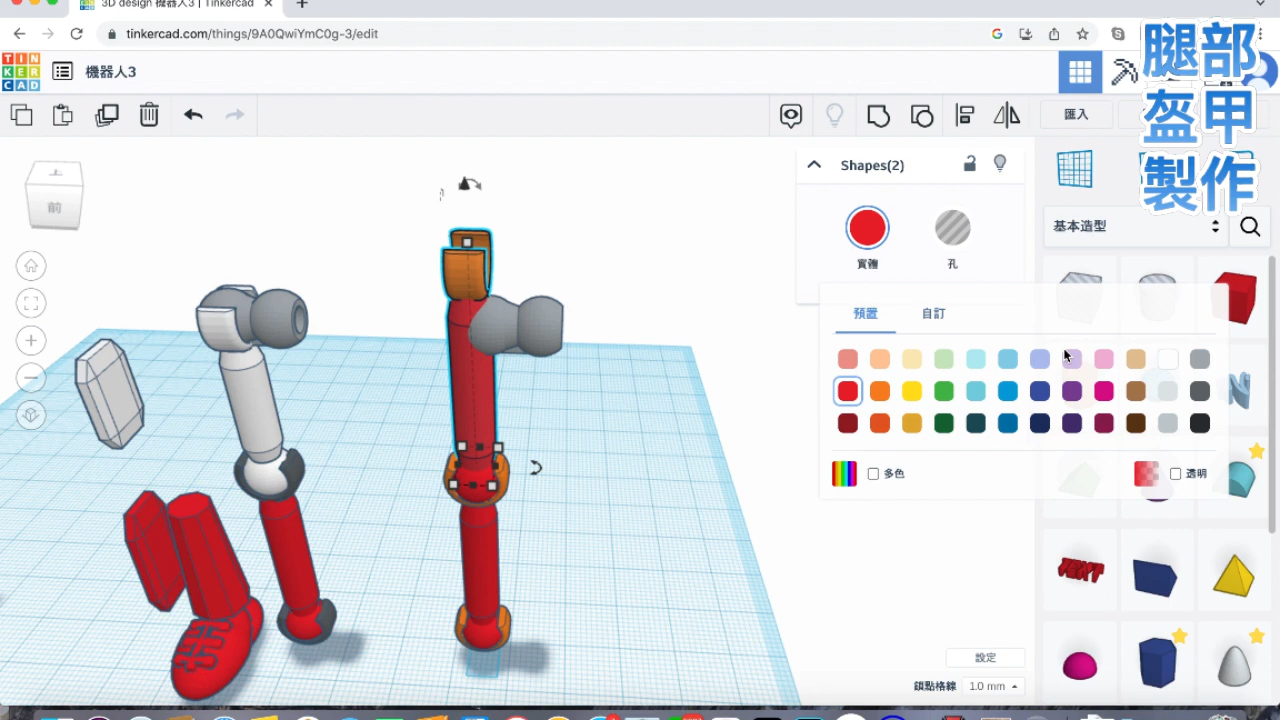 3D design 機器人3 | Tinkercad
tinkercad.com/things/9A0QwiYmC0g-3/edit
腿部
盔甲
製作
TIN
KER
CAD
機器人3
匯入
上
前
Shapes(2)
實體
孔
基本造型
預置
自訂
多色
透明
TEXT
設定
鎖點格線
1.0 mm